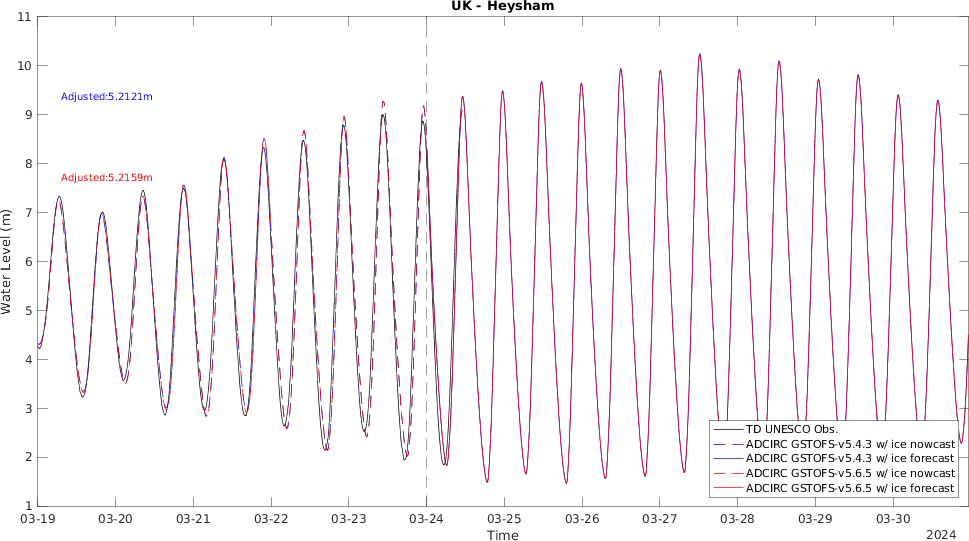 UK - Heysham
11
10
9
8
7
6
5
4
3
2
1
Water Level (m)
Adjusted:5.2121m
Adjusted:5.2159m
TD UNESCO Obs.
ADCIRC GSTOFS-v5.4.3 w/ ice nowcast
ADCIRC GSTOFS-v5.4.3 w/ ice forecast
ADCIRC GSTOFS-v5.6.5 w/ ice nowcast
ADCIRC GSTOFS-v5.6.5 w/ ice forecast
03-19 03-20 03-21 03-22 03-23 03-24 03-25 03-26 03-27 03-28 03-29 03-30
Time
2024